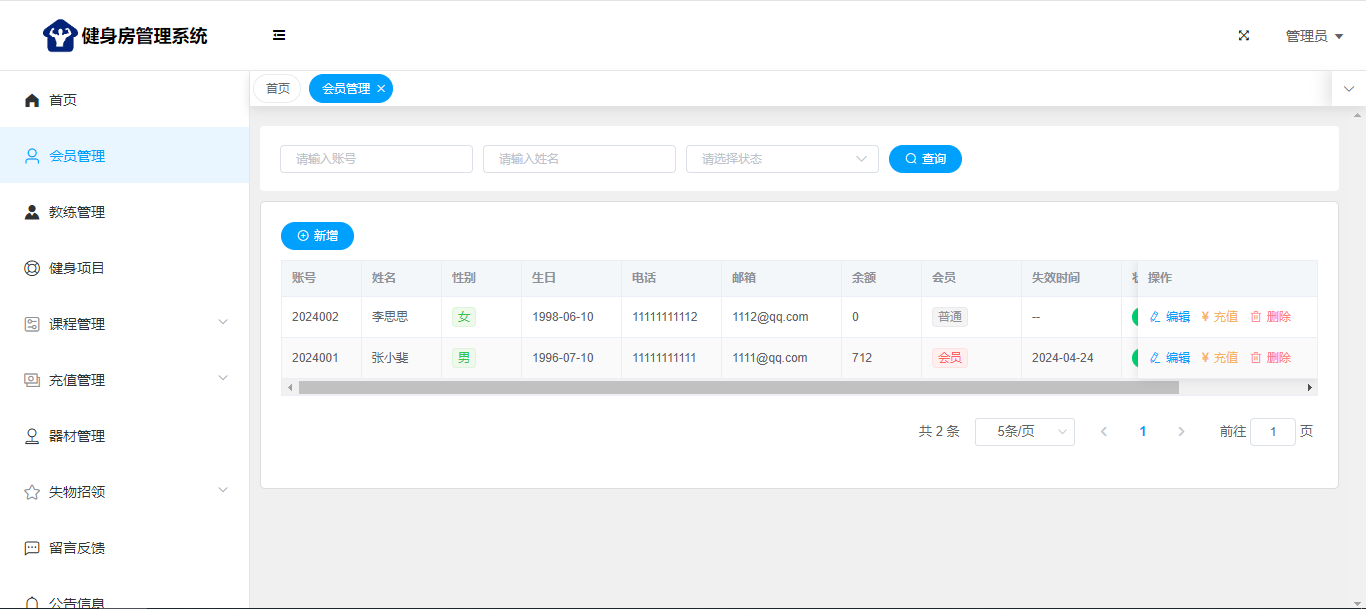 健身房管理系统
管理员
首页
会员管理
教练管理
健身项目
课程管理
充值管理
器材管理
失物招领
留言反馈
公告信息
首页 会员管理
请输入账号 请输入姓名 请选择状态 查询
新增
账号 姓名 性别 生日 电话 邮箱 余额 会员 失效时间 操作
2024002 李思思 女 1998-06-10 11111111112 1112@qq.com 0 普通 -- 编辑 ¥ 充值 删除
2024001 张小斐 男 1996-07-10 11111111111 1111@qq.com 712 会员 2024-04-24 编辑 ¥ 充值 删除
共 2 条 5条/页 1 前往 1 页